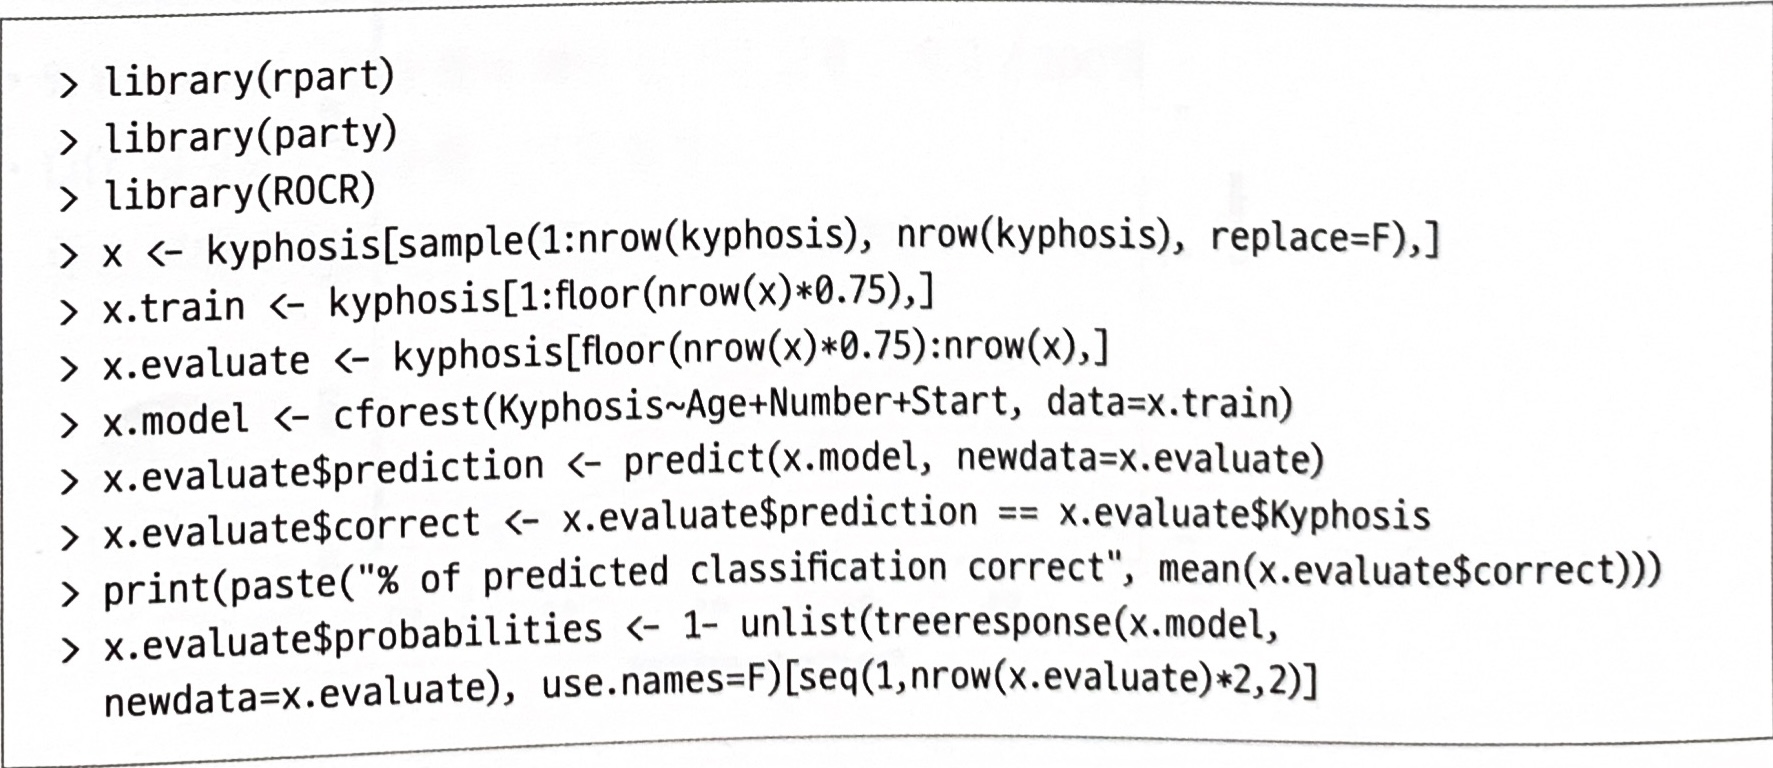 > library(rpart)
> library(party)
> library(ROCR)
> x <- kyphosis[sample(1:nrow(kyphosis), nrow(kyphosis), replace=F),]
> x.train <- kyphosis[1:floor(nrow(x)*0.75),]
> x.evaluate <- kyphosis[floor(nrow(x)*0.75):nrow(x),]
> x.model <- cforest(Kyphosis~Age+Number+Start, data=x.train)
> x.evaluate$prediction <- predict(x.model, newdata=x.evaluate)
> x.evaluate$correct <- x.evaluate$prediction == x.evaluate$Kyphosis
> print(paste("% of predicted classification correct", mean(x.evaluate$correct)))
> x.evaluate$probabilities <- 1- unlist(treeresponse(x.model,
newdata=x.evaluate), use.names=F)[seq(1,nrow(x.evaluate)*2,2)]